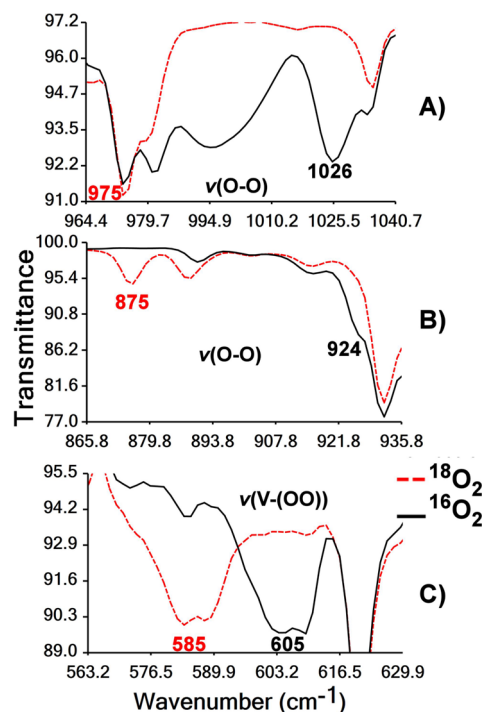 97.2
96.0
94.7
93.5
92.2
91.0
975
ν(O-O)
1026
A)
964.4 979.7 994.9 1010.2 1025.5 1040.7
Transmittance
100.0
95.4
90.8
86.2
81.6
77.0
875
ν(O-O)
924
B)
865.8 879.8 893.8 907.8 921.8 935.8
95.5
94.2
92.9
91.6
90.3
89.0
ν(V-(OO))
18O2
16O2
585
605
C)
563.2 576.5 589.9 603.2 616.5 629.9
Wavenumber (cm-1)